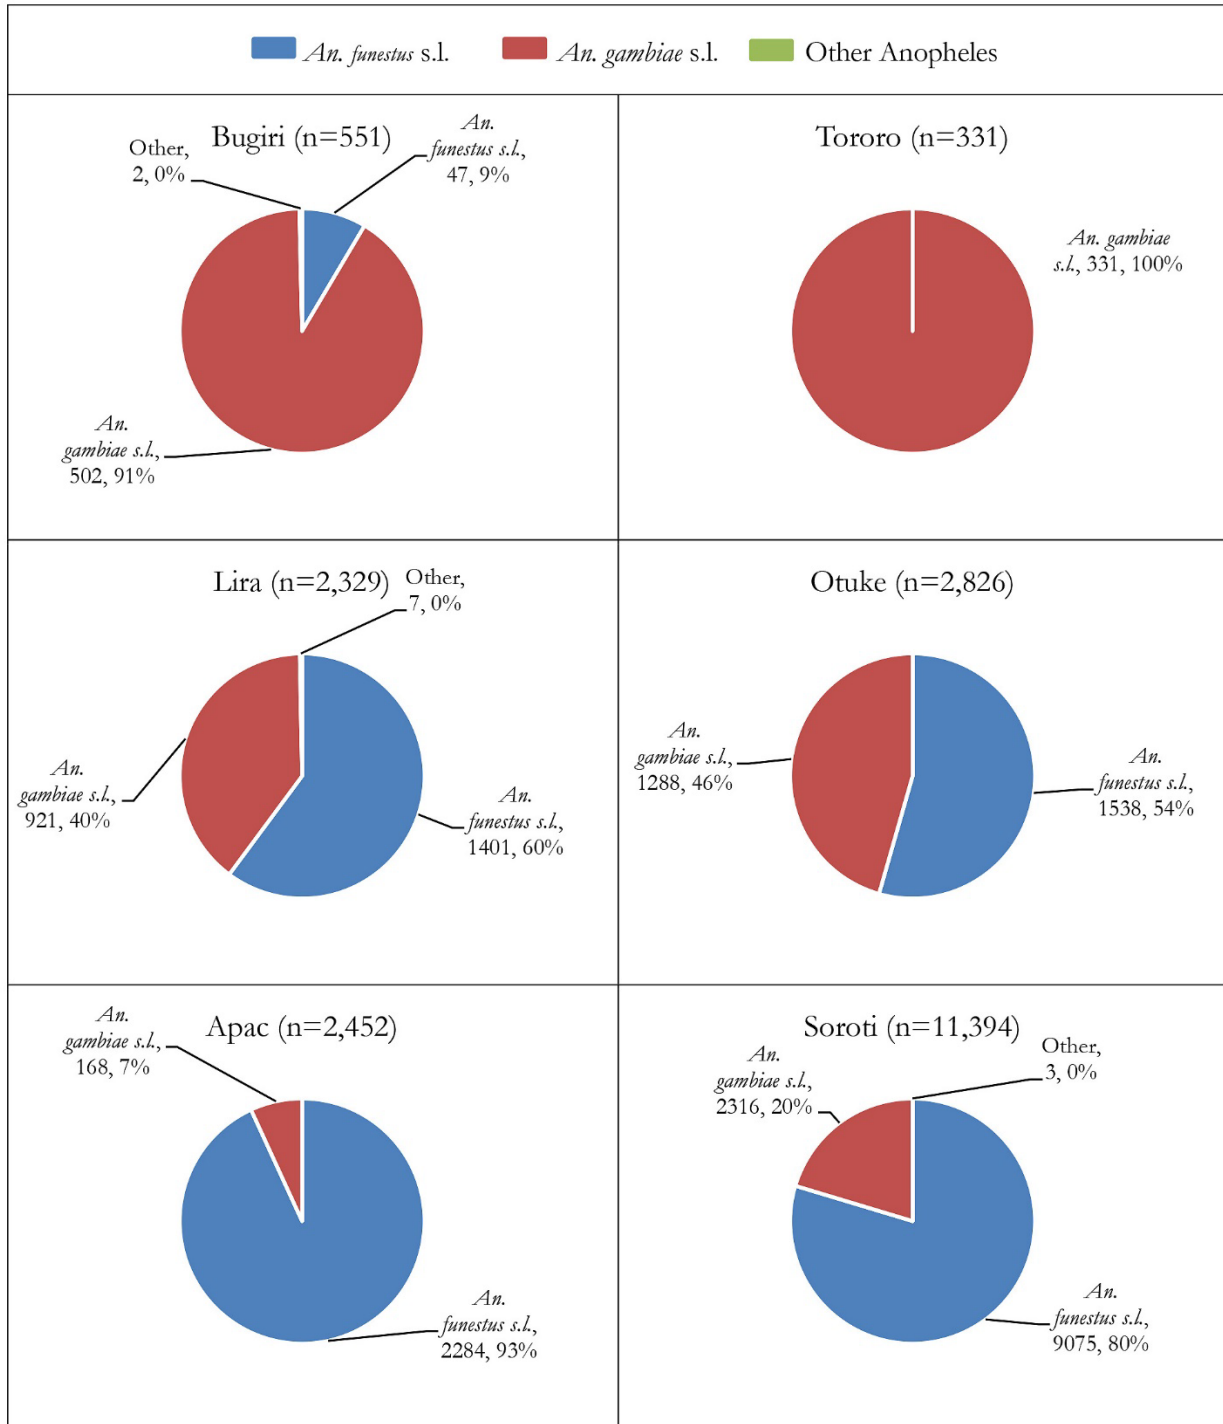 An. funestus s.l. An. gambiae s.l. Other Anopheles
Bugiri (n=551)
Other,
2, 0%
An.
funestus s.l.,
47, 9%
An.
gambiae s.l.,
502, 91%
Tororo (n=331)
An. gambiae
s.l., 331, 100%
Lira (n=2,329)
Other,
7, 0%
An.
gambiae s.l.,
921, 40%
An.
funestus s.l.,
1401, 60%
Otuke (n=2,826)
An.
gambiae s.l.,
1288, 46%
An.
funestus s.l.,
1538, 54%
Apac (n=2,452)
An.
gambiae s.l.,
168, 7%
An.
funestus s.l.,
2284, 93%
Soroti (n=11,394)
Other,
3, 0%
An.
gambiae s.l.,
2316, 20%
An.
funestus s.l.,
9075, 80%